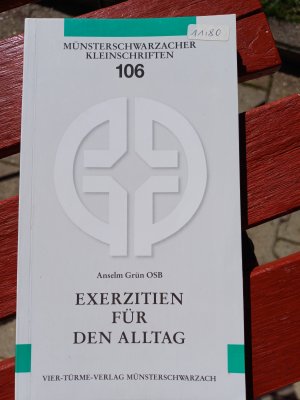 11,80
MÜNSTERSCHWARZACHER
KLEINSCHRIFTEN
106
Anselm Grün OSB
EXERZITIEN
FÜR
DEN ALLTAG
VIER-TÜRME-VERLAG MÜNSTERSCHWARZACH